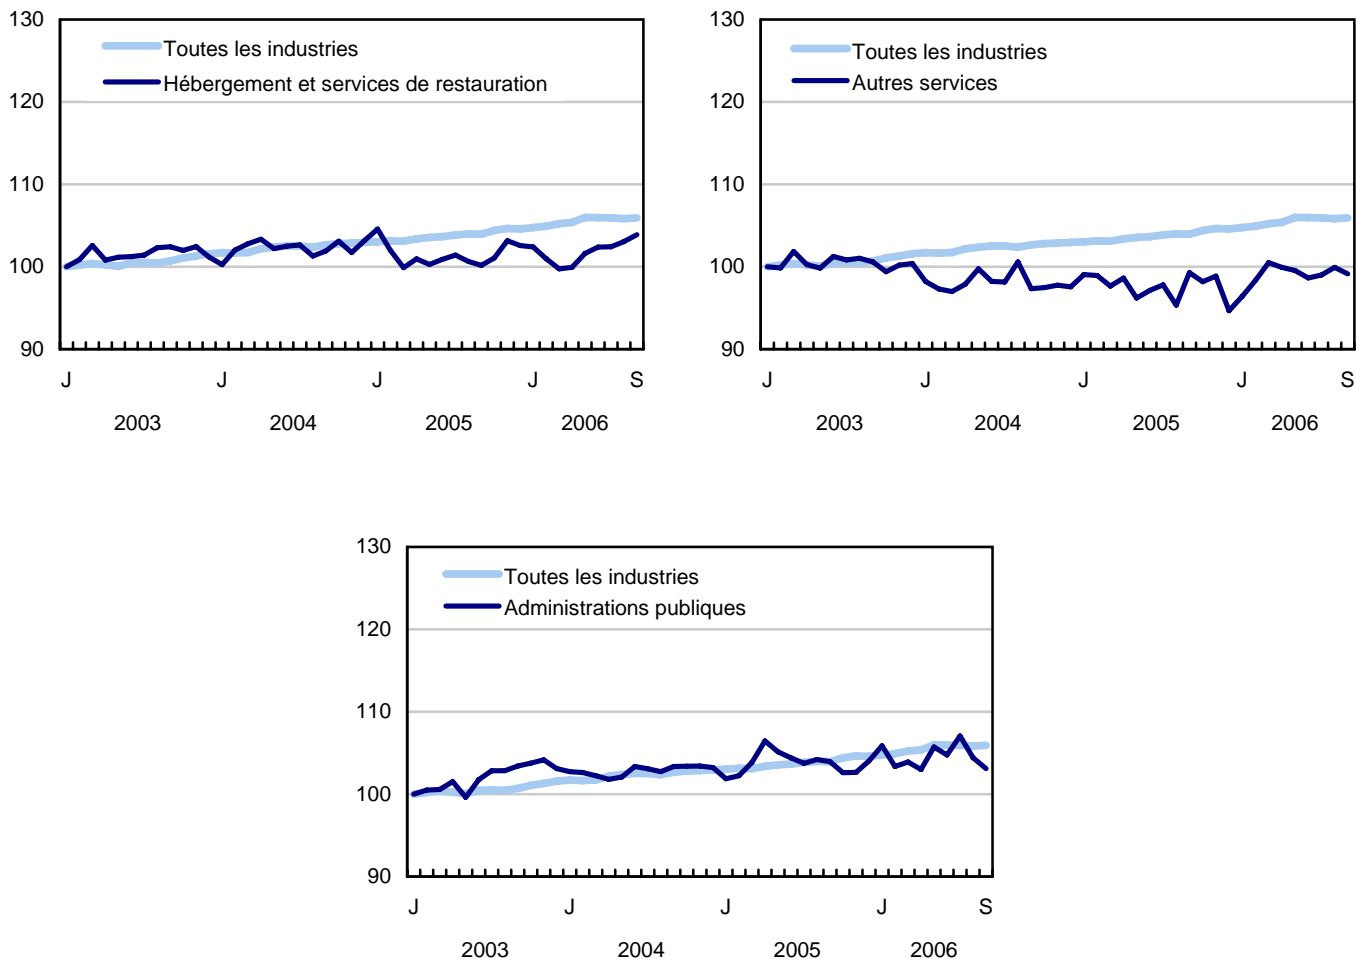 130
Toutes les industries
Hébergement et services de restauration
120
110
100
90
J J J J S
2003 2004 2005 2006
130
Toutes les industries
Autres services
120
110
100
90
J J J J S
2003 2004 2005 2006
130
Toutes les industries
Administrations publiques
120
110
100
90
J J J J S
2003 2004 2005 2006